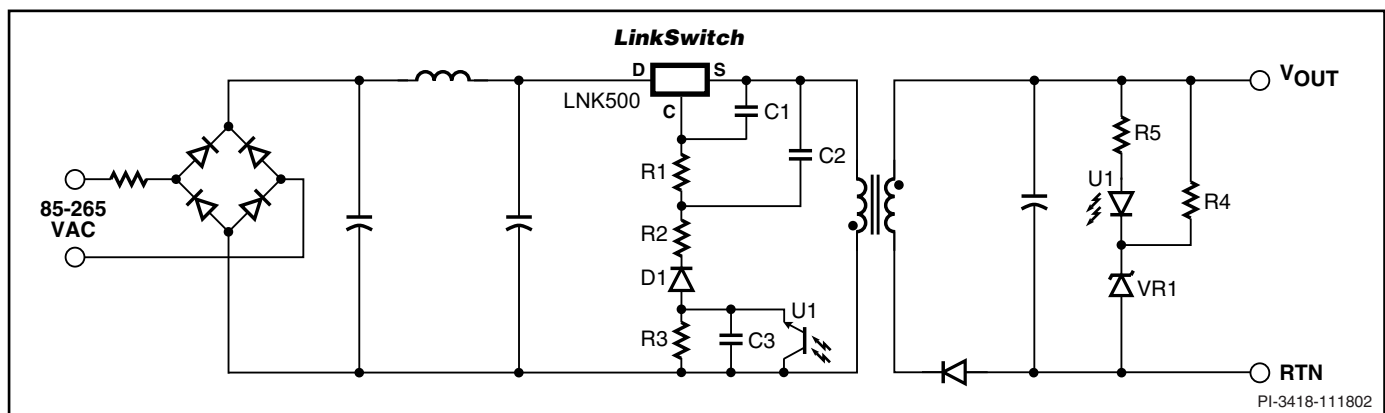 LinkSwitch
D
S
LNK500
C
C1
C2
R1
R2
D1
R3
C3
U1
85-265
VAC
VOUT
R5
U1
R4
VR1
RTN
PI-3418-111802